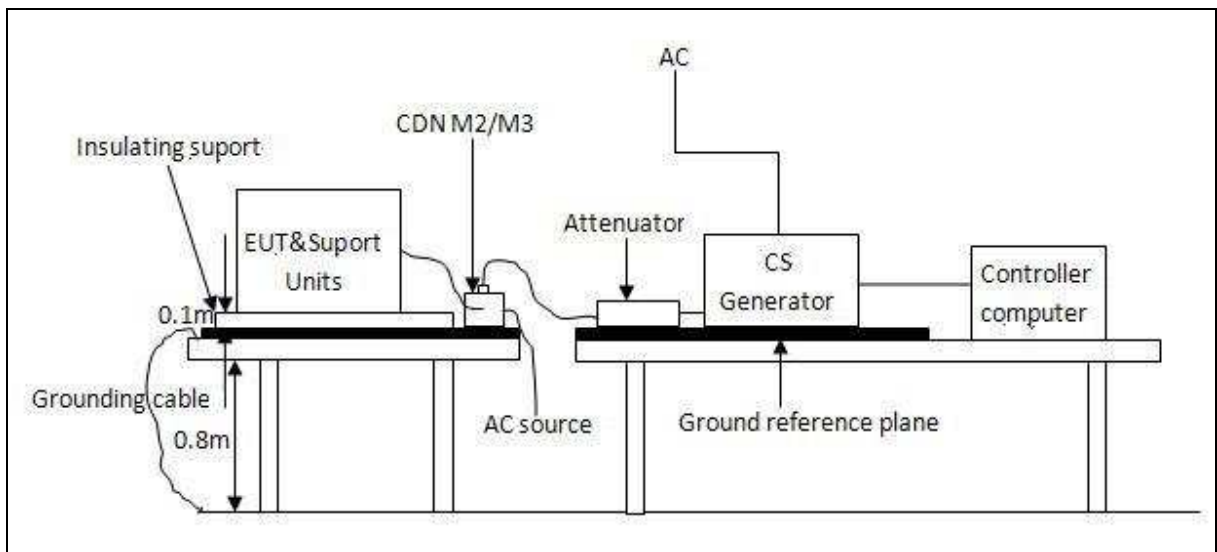 AC
CDN M2/M3
Insulating suport
Attenuator
EUT&Suport
Units
CS
Generator
Controller
computer
0.1m
Grounding cable
0.8m
AC source
Ground reference plane